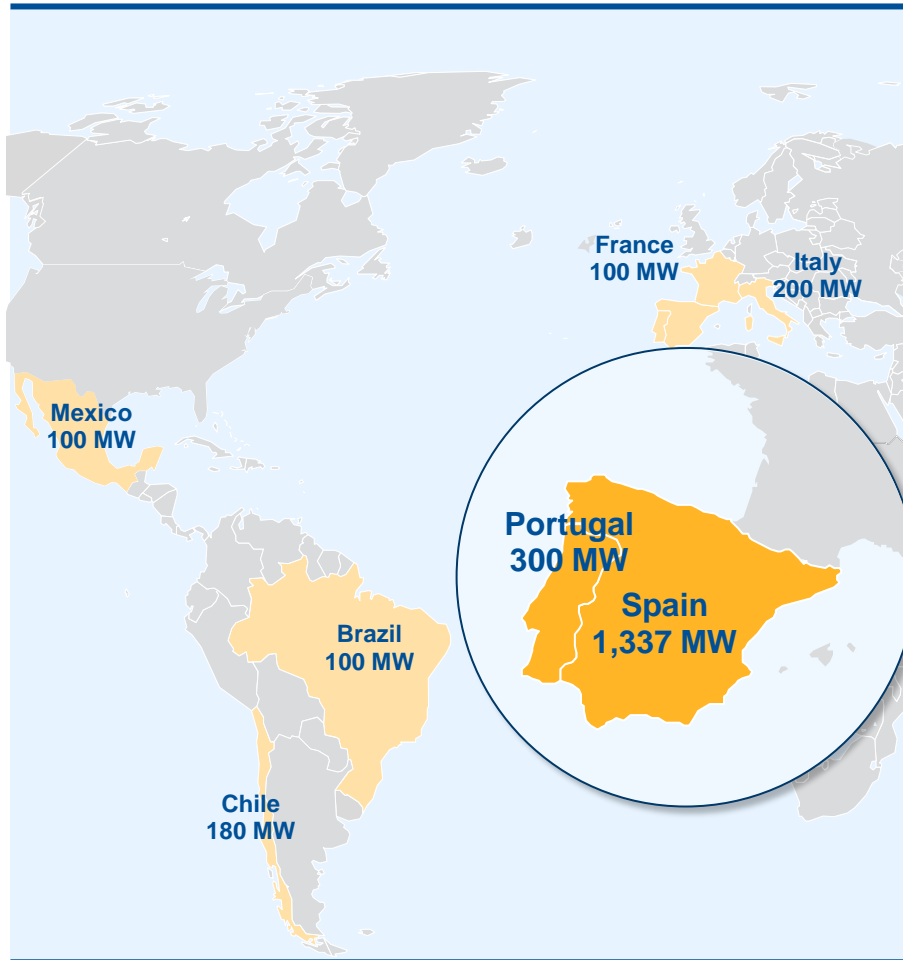 France
100 MW
Italy
200 MW
Mexico
100 MW
Portugal
300 MW
Spain
1,337 MW
Brazil
100 MW
Chile
180 MW